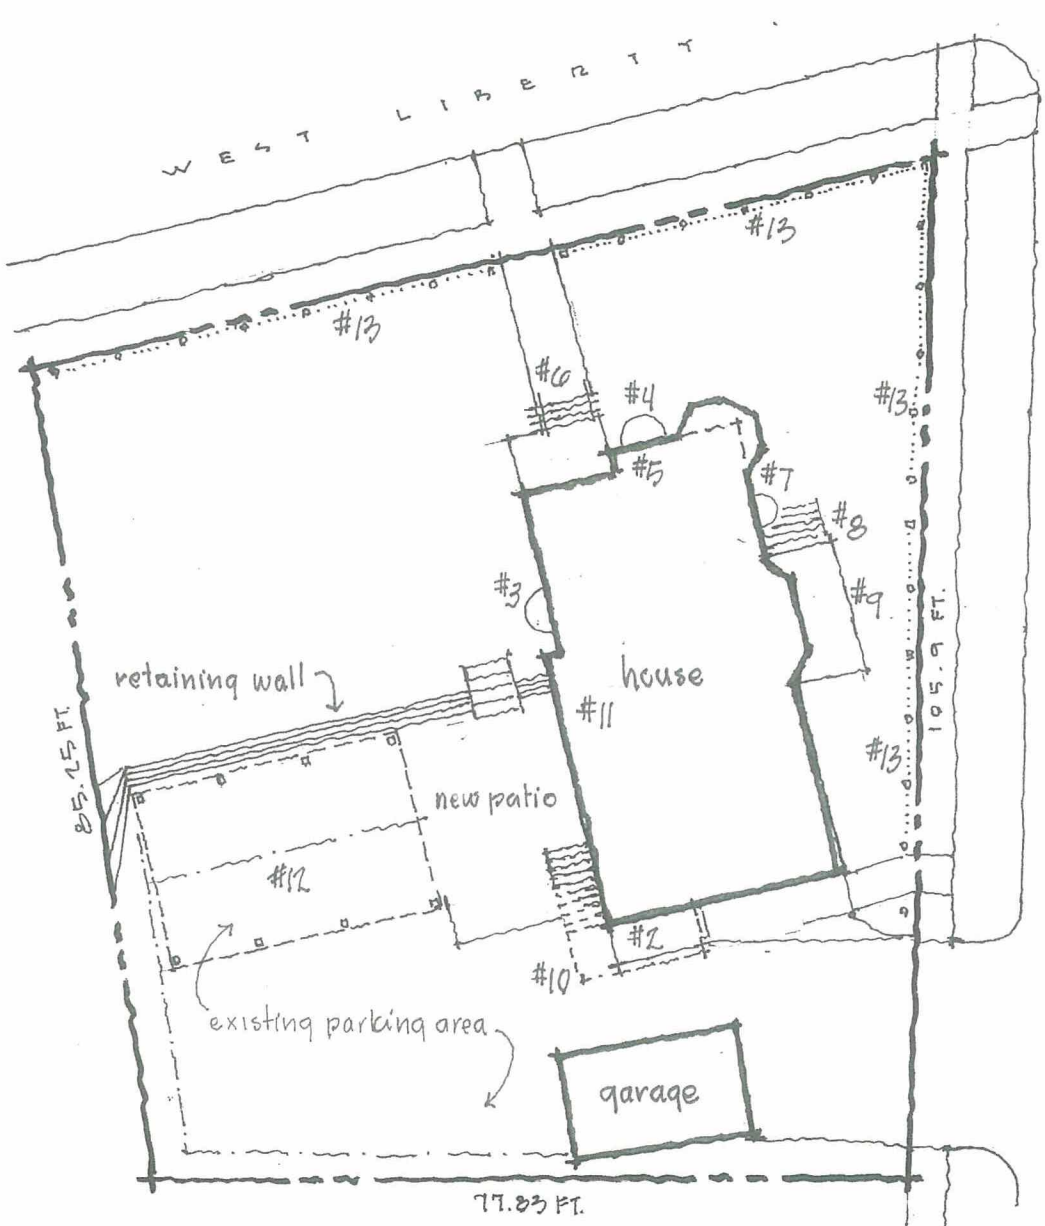 WEST LIBERTY
#13
#13
#6
#4
#13
#5
#7
#8
#3
#9
house
retaining wall
#11
105.9 FT.
85.25 FT.
#13
new patio
#12
#2
#10
existing parking area
garage
77.83 FT.